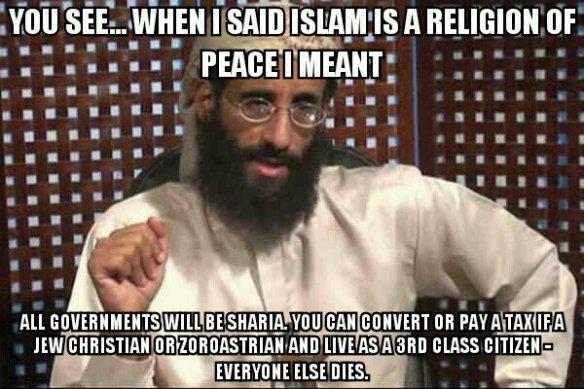 YOU SEE... WHEN I SAID ISLAM IS A RELIGION OF
PEACE I MEANT
ALL GOVERNMENTS WILL BE SHARIA. YOU CAN CONVERT OR PAY A TAX IF A
JEW CHRISTIAN OR ZOROASTRIAN AND LIVE AS A 3RD CLASS CITIZEN -
EVERYONE ELSE DIES.